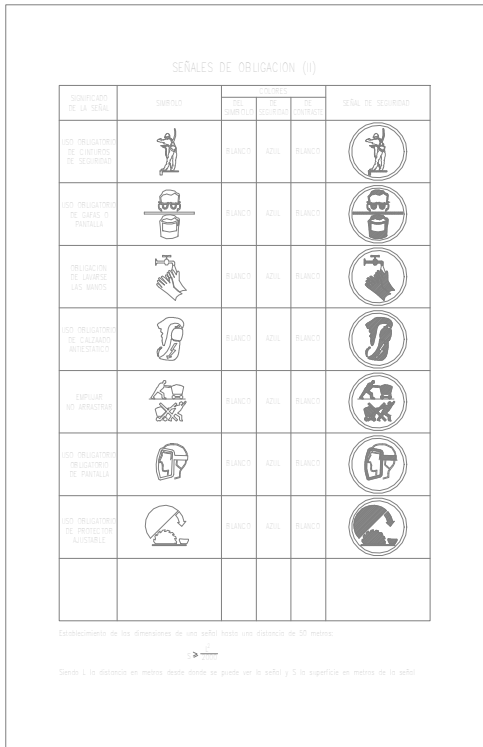 SEÑALES DE OBLIGACION (II)
SIGNIFICADO
DE LA SEÑAL
SIMBOLO
COLORES
DEL
SIMBOLO
DE
SEGURIDAD
DE
CONTRASTE
SEÑAL DE SEGURIDAD
USO OBLIGATORIO
DE CINTUROS
DE SEGURIDAD
BLANCO
AZUL
BLANCO
USO OBLIGATORIO
DE GAFAS O
PANTALLA
BLANCO
AZUL
BLANCO
OBLIGACION
DE LAVARSE
LAS MANOS
BLANCO
AZUL
BLANCO
USO OBLIGATORIO
DE CALZADO
ANTIESTATICO
BLANCO
AZUL
BLANCO
EMPUJAR
NO ARRASTRAR
BLANCO
AZUL
BLANCO
USO OBLIGATORIO
OBLIGATORIO
DE PANTALLA
BLANCO
AZUL
BLANCO
USO OBLIGATORIO
DE PROTECTOR
AJUSTABLE
BLANCO
AZUL
BLANCO
Establecimiento de las dimensiones de una señal hasta una distancia de 50 metros:
S ≥ L² / 2000
Siendo L la distancia en metros desde donde se puede ver la señal y S la superficie en metros de la señal.